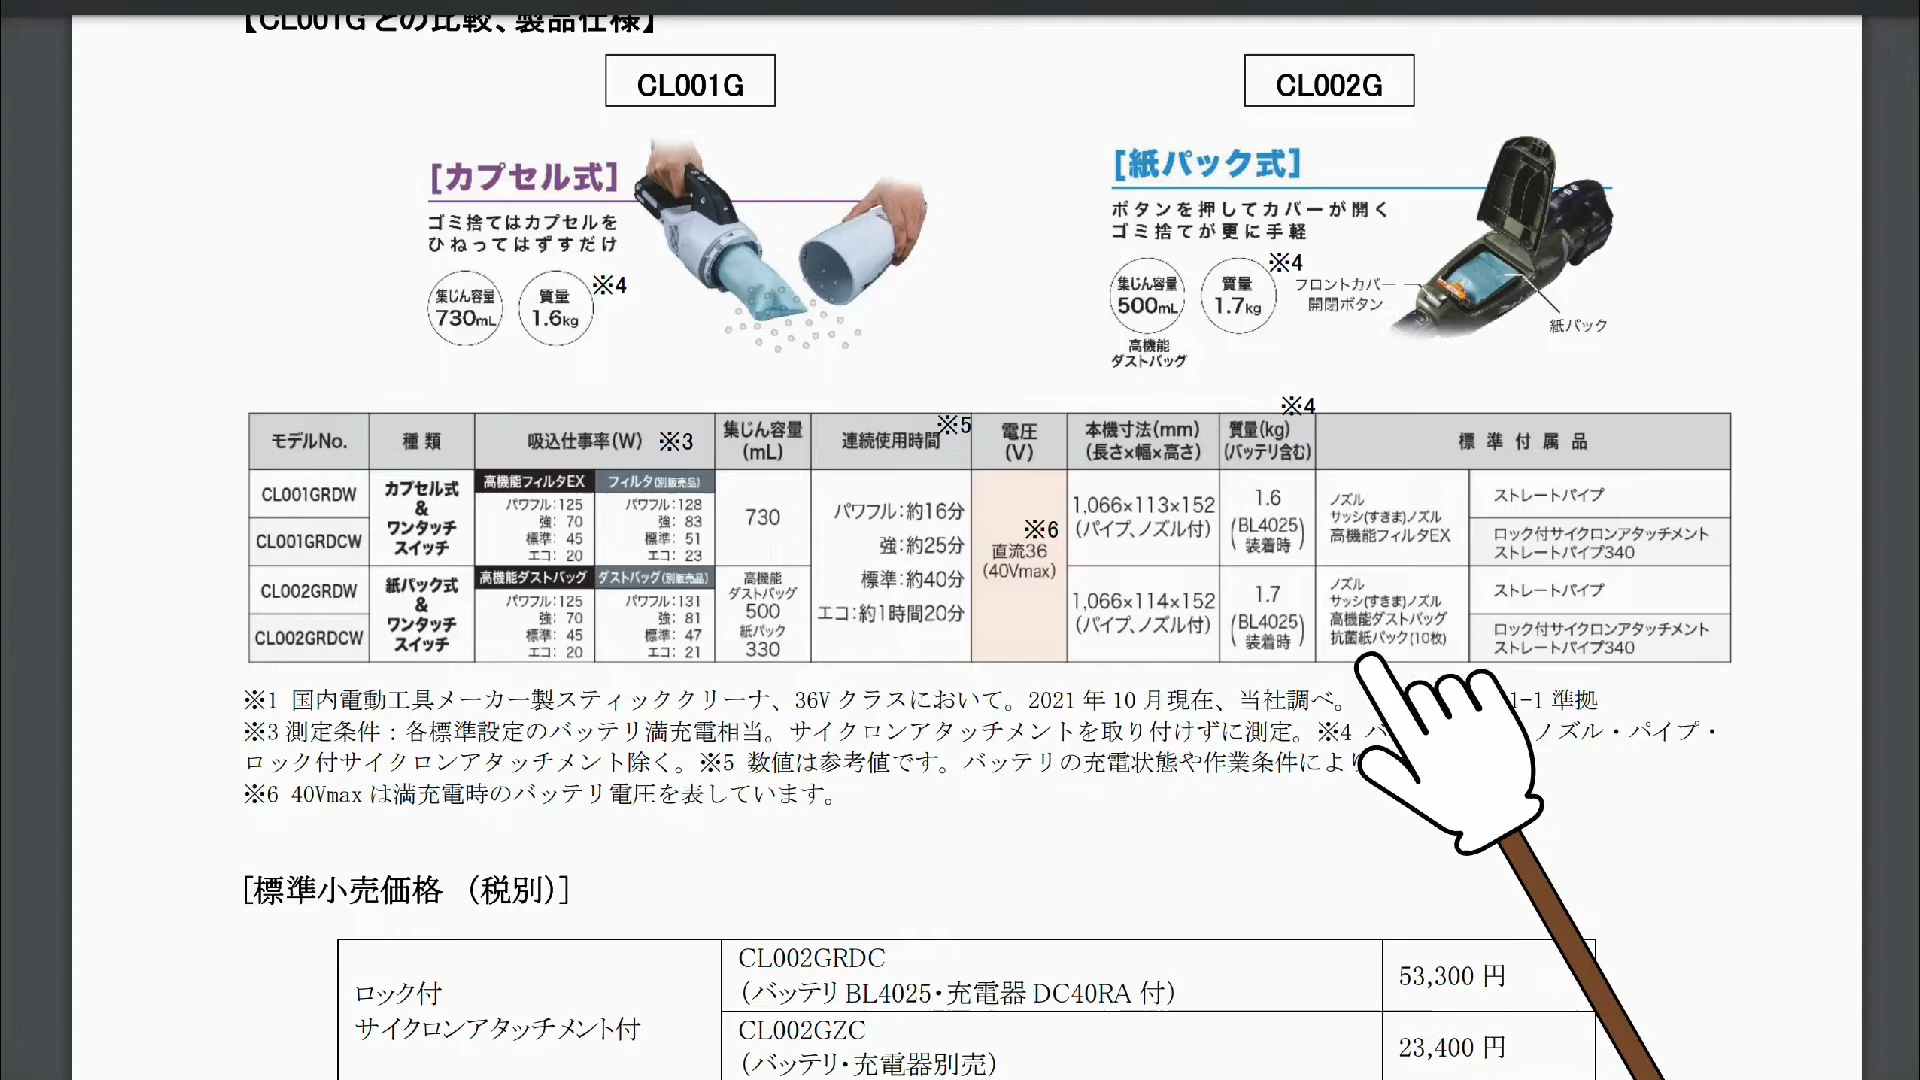 【CL001Gとの比較、製品仕様】
CL001G
CL002G
[カプセル式]
ゴミ捨てはカプセルを
ひねってはずすだけ
集じん容量
730mL
質量
1.6kg
※4
[紙パック式]
ボタンを押してカバーが開く
ゴミ捨てが更に手軽
集じん容量
500mL
高機能
ダストバッグ
質量
1.7kg
※4
フロントカバー
開閉ボタン
紙パック
※4
モデルNo. 種類 吸込仕事率(W) ※3 集じん容量(mL) 連続使用時間 ※5 電圧(V) 本機寸法(mm)(長さ×幅×高さ) 質量(kg)(バッテリ含む) 標準付属品
CL001GRDW
CL001GRDCW
カプセル式
&
ワンタッチ
スイッチ
高機能フィルタEX
パワフル:125
強: 70
標準: 45
エコ: 20
フィルタ(別販売品)
パワフル:128
強: 83
標準: 51
エコ: 23
730
パワフル:約16分
強:約25分
標準:約40分
エコ:約1時間20分
※6
直流36
(40Vmax)
1,066×113×152
(パイプ、ノズル付)
1.6
(BL4025
装着時)
ノズル
サッシ(すきま)ノズル
高機能フィルタEX
ストレートパイプ
ロック付サイクロンアタッチメント
ストレートパイプ340
CL002GRDW
CL002GRDCW
紙パック式
&
ワンタッチ
スイッチ
高機能ダストバッグ
パワフル:125
強: 70
標準: 45
エコ: 20
ダストバッグ(別販売品)
パワフル:131
強: 81
標準: 47
エコ: 21
高機能
ダストバッグ
500
紙パック
330
1,066×114×152
(パイプ、ノズル付)
1.7
(BL4025
装着時)
ノズル
サッシ(すきま)ノズル
高機能ダストバッグ
抗菌紙パック(10枚)
ストレートパイプ
ロック付サイクロンアタッチメント
ストレートパイプ340
※1 国内電動工具メーカー製スティッククリーナ、36Vクラスにおいて。2021年10月現在、当社調べ。 1-1 準拠
※3 測定条件：各標準設定のバッテリ満充電相当。サイクロンアタッチメントを取り付けずに測定。※4 ノズル・パイプ・
ロック付サイクロンアタッチメント除く。※5 数値は参考値です。バッテリの充電状態や作業条件により
※6 40Vmaxは満充電時のバッテリ電圧を表しています。
[標準小売価格（税別）]
ロック付
サイクロンアタッチメント付
CL002GRDC
（バッテリBL4025・充電器DC40RA付）
53,300円
CL002GZC
（バッテリ・充電器別売）
23,400円